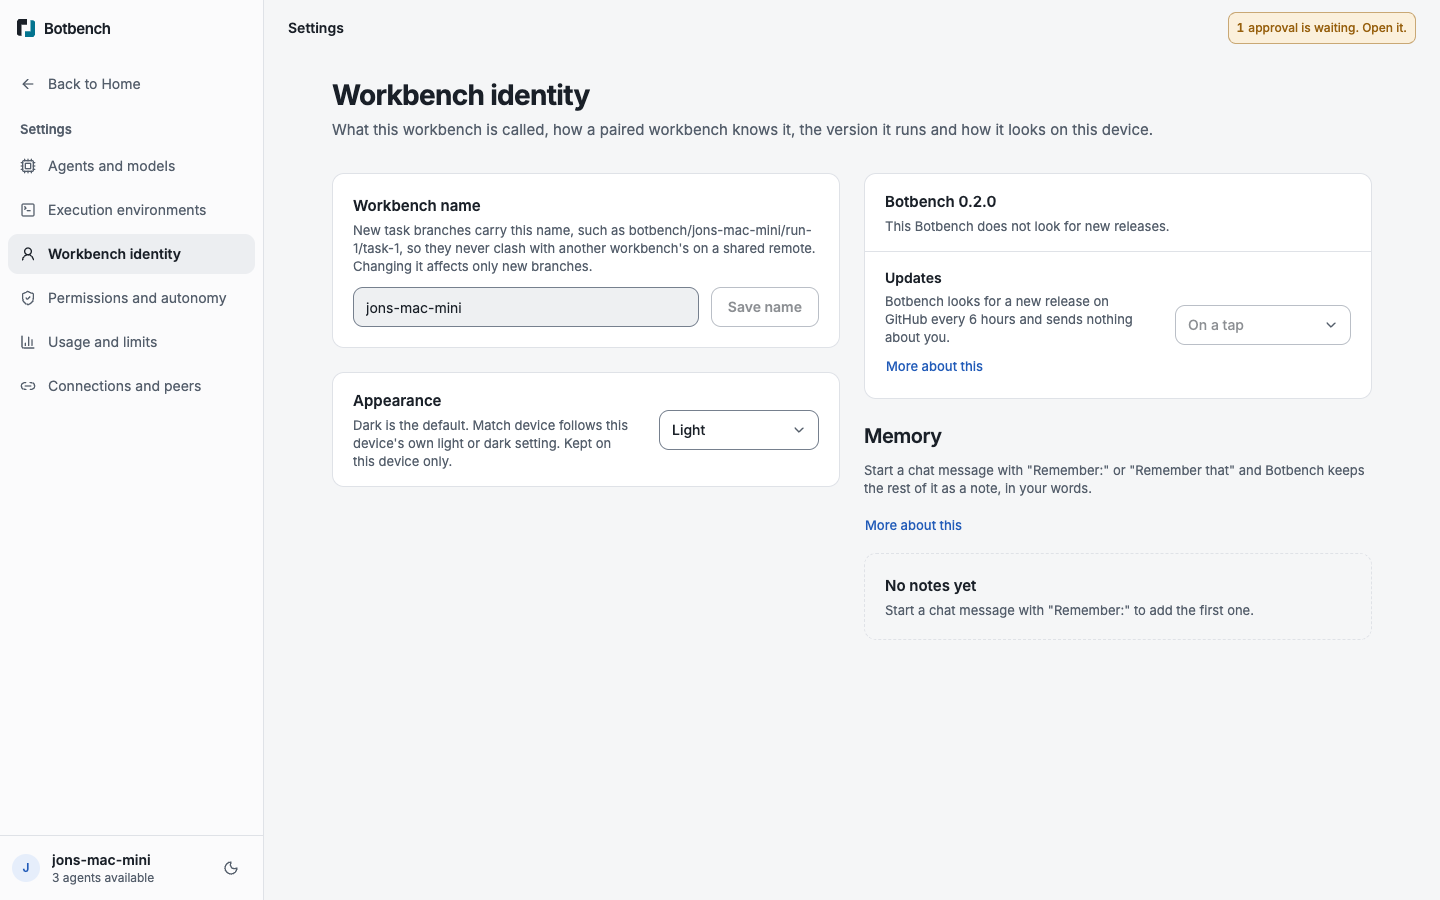 Botbench
Settings
1 approval is waiting. Open it.
Back to Home
Settings
Agents and models
Execution environments
Workbench identity
Permissions and autonomy
Usage and limits
Connections and peers
Workbench identity
What this workbench is called, how a paired workbench knows it, the version it runs and how it looks on this device.
Workbench name
New task branches carry this name, such as botbench/jons-mac-mini/run-
1/task-1, so they never clash with another workbench's on a shared remote.
Changing it affects only new branches.
jons-mac-mini
Save name
Appearance
Dark is the default. Match device follows this
device's own light or dark setting. Kept on
this device only.
Light
Botbench 0.2.0
This Botbench does not look for new releases.
Updates
Botbench looks for a new release on
GitHub every 6 hours and sends nothing
about you.
On a tap
More about this
Memory
Start a chat message with "Remember:" or "Remember that" and Botbench keeps
the rest of it as a note, in your words.
More about this
No notes yet
Start a chat message with "Remember:" to add the first one.
J
jons-mac-mini
3 agents available